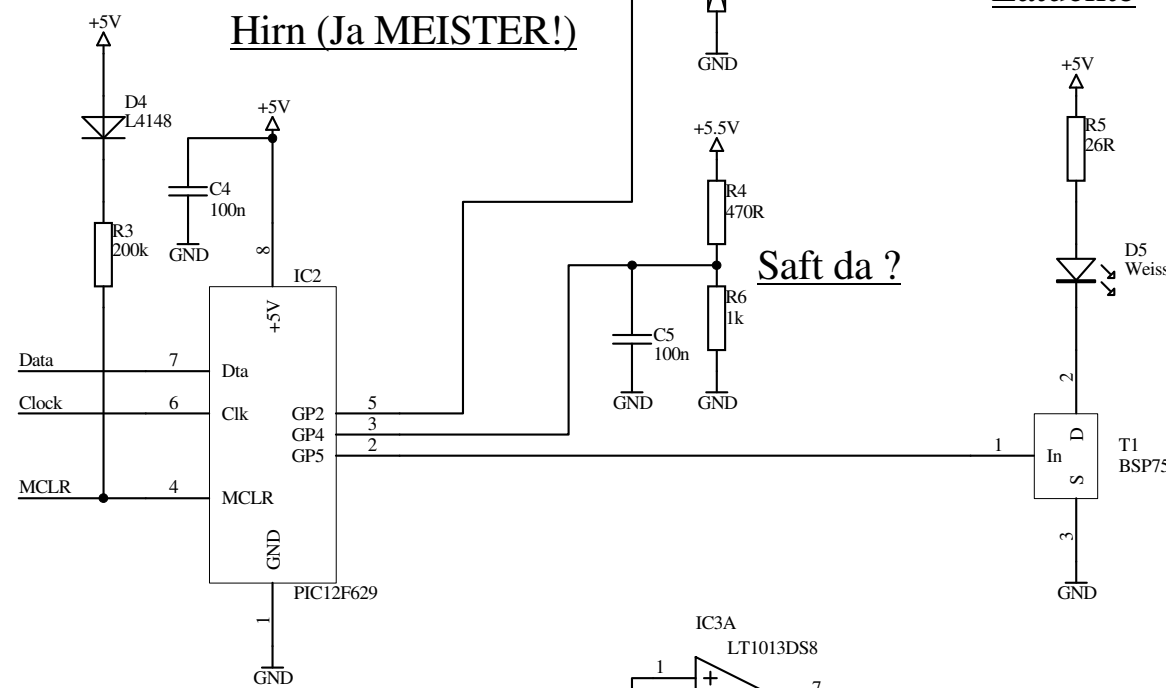 Hirn (Ja MEISTER!)
+5V
D4
L4148
R3
200k
+5V
C4
100n
GND
8
IC2
+5V
Data
7
Dta
Clock
6
Clk
MCLR
4
MCLR
GP2
5
GP4
3
GP5
2
GND
PIC12F629
1
GND
GND
+5.5V
R4
470R
Saft da ?
R6
1k
C5
100n
GND
GND
+5V
R5
26R
D5
Weiss
2
1
In
D
S
T1
BSP75
3
GND
IC3A
LT1013DS8
1
+
7